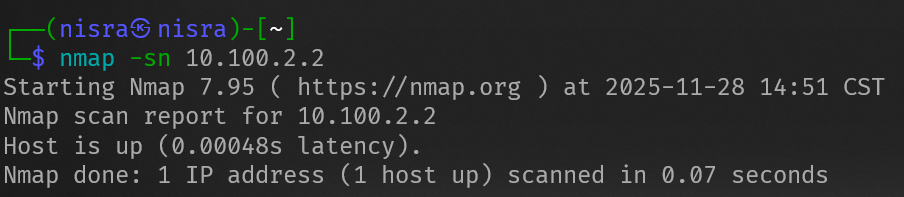 ┌──(nisra㉿nisra)-[~]
└─$ nmap -sn 10.100.2.2
Starting Nmap 7.95 ( https://nmap.org ) at 2025-11-28 14:51 CST
Nmap scan report for 10.100.2.2
Host is up (0.00048s latency).
Nmap done: 1 IP address (1 host up) scanned in 0.07 seconds